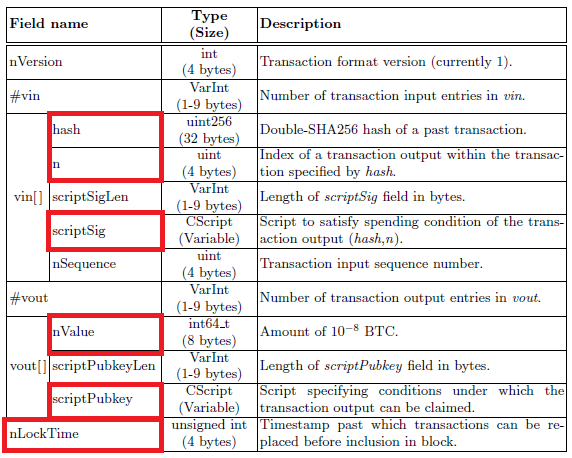 Field name Type (Size) Description
nVersion int (4 bytes) Transaction format version (currently 1).
#vin VarInt (1-9 bytes) Number of transaction input entries in vin.
vin[]
hash uint256 (32 bytes) Double-SHA256 hash of a past transaction.
n uint (4 bytes) Index of a transaction output within the transac-
tion specified by hash.
scriptSigLen VarInt (1-9 bytes) Length of scriptSig field in bytes.
scriptSig CScript (Variable) Script to satisfy spending condition of the trans-
action output (hash,n).
nSequence uint (4 bytes) Transaction input sequence number.
#vout VarInt (1-9 bytes) Number of transaction output entries in vout.
vout[]
nValue int64_t (8 bytes) Amount of 10⁻⁸ BTC.
scriptPubkeyLen VarInt (1-9 bytes) Length of scriptPubkey field in bytes.
scriptPubkey CScript (Variable) Script specifying conditions under which the
transaction output can be claimed.
nLockTime unsigned int (4 bytes) Timestamp past which transactions can be re-
placed before inclusion in block.